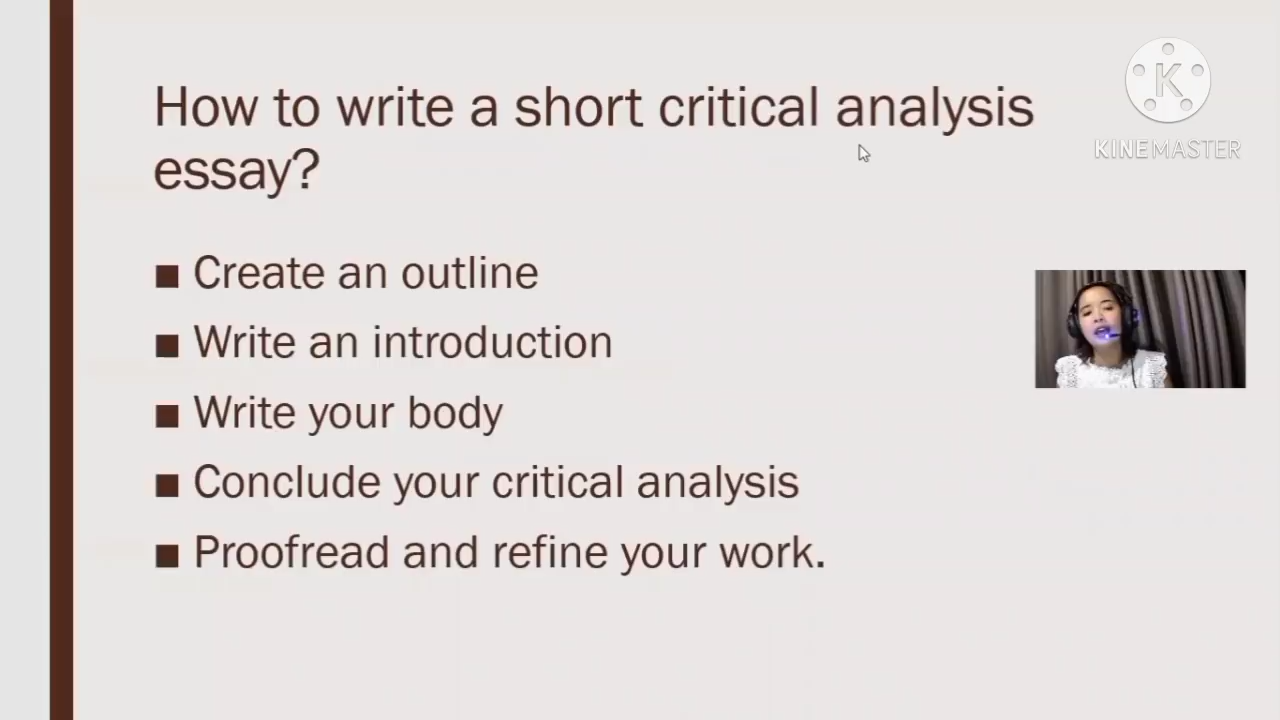 How to write a short critical analysis
essay?
■ Create an outline
■ Write an introduction
■ Write your body
■ Conclude your critical analysis
■ Proofread and refine your work.
K
KINEMASTER